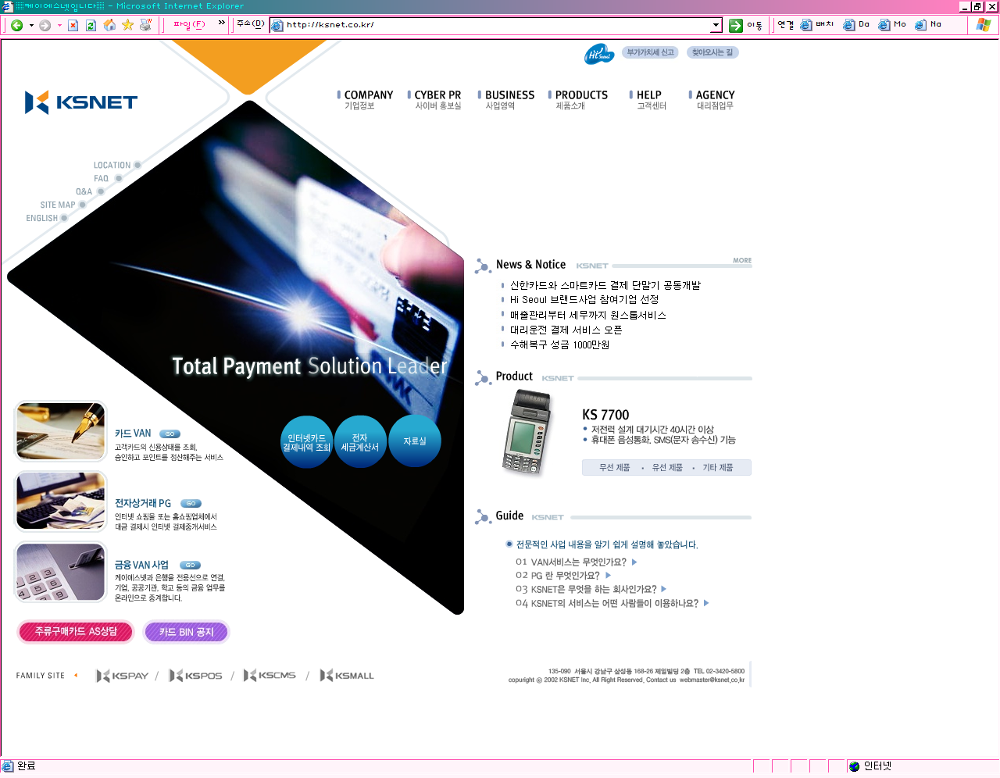 ▒케이에스넷입니다▒ - Microsoft Internet Explorer
파일(F) » 주소(D) http://ksnet.co.kr/ 이동 연결 배치 Da Mo Na
Hi Seoul 부가가치세 신고 찾아오시는 길
KSNET
COMPANY CYBER PR BUSINESS PRODUCTS HELP AGENCY
기업정보 사이버 홍보실 사업영역 제품소개 고객센터 대리점업무
LOCATION
FAQ
Q&A
SITE MAP
ENGLISH
Total Payment Solution Leader
인터넷카드
결제내역 조회
전자
세금계산서
자료실
News & Notice KSNET MORE
신한카드와 스마트카드 결제 단말기 공동개발
Hi Seoul 브랜드사업 참여기업 선정
매출관리부터 세무까지 원스톱서비스
대리운전 결제 서비스 오픈
수해복구 성금 1000만원
Product KSNET
KS 7700
저전력 설계 대기시간 40시간 이상
휴대폰 음성통화, SMS(문자 송수신) 기능
무선 제품 • 유선 제품 • 기타 제품
Guide KSNET
전문적인 사업 내용을 알기 쉽게 설명해 놓았습니다.
01 VAN서비스는 무엇인가요?
02 PG 란 무엇인가요?
03 KSNET은 무엇을 하는 회사인가요?
04 KSNET의 서비스는 어떤 사람들이 이용하나요?
카드 VAN GO
고객카드의 신용상태를 조회,
승인하고 포인트를 정산해주는 서비스
전자상거래 PG GO
인터넷 쇼핑몰 또는 홈쇼핑업체에서
대금 결제시 인터넷 결제중개서비스
금융 VAN 사업 GO
케이에스넷과 은행을 전용선으로 연결,
기업, 공공기관, 학교 등의 금융 업무를
온라인으로 중계합니다.
주류구매카드 AS상담 카드 BIN 공지
FAMILY SITE KSPAY / KSPOS / KSCMS / KSMALL
135-090 서울시 강남구 삼성동 168-26 제일빌딩 2층 TEL 02-3420-5800
copuright ⓒ 2002 KSNET Inc, All Right Reserved, Contact us webmaster@ksnet.co.kr
완료 인터넷